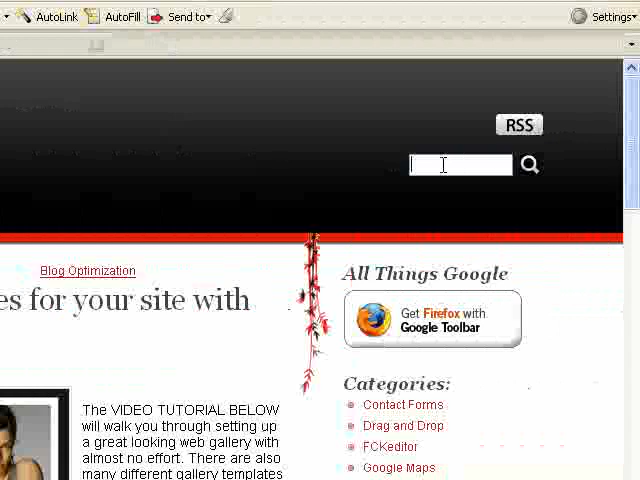 AutoLink AutoFill Send to Settings
RSS
Blog Optimization
es for your site with
The VIDEO TUTORIAL BELOW
will walk you through setting up
a great looking web gallery with
almost no effort. There are also
many different gallery templates
All Things Google
Get Firefox with
Google Toolbar
Categories:
Contact Forms
Drag and Drop
FCKeditor
Google Maps